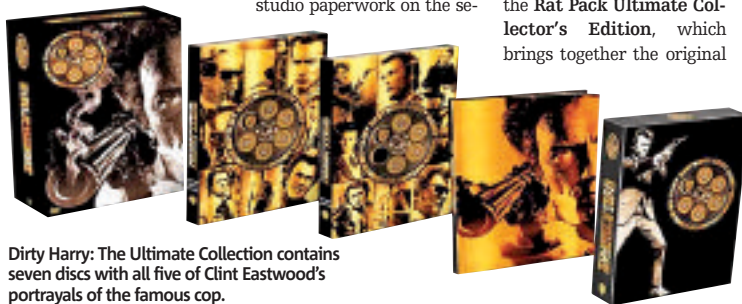 studio paperwork on the se-
the Rat Pack Ultimate Col-
lector's Edition, which
brings together the original
Dirty Harry: The Ultimate Collection contains
seven discs with all five of Clint Eastwood's
portrayals of the famous cop.